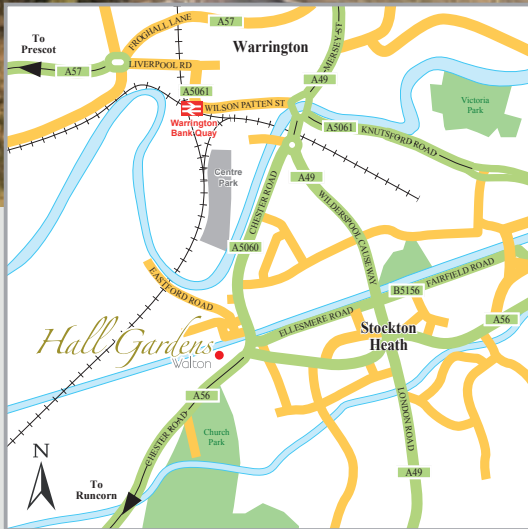 To
Prescot
FROGHALL LANE
A57
Warrington
MERSEY ST
LIVERPOOL RD
A57
A49
A5061
WILSON PATTEN ST
Victoria
Park
Warrington
Bank Quay
A5061
KNUTSFORD ROAD
Centre
Park
A49
CHESTER ROAD
WILDERSPOOL CAUSEWAY
A5060
EASTFORD ROAD
FAIRFIELD ROAD
B5156
ELLESMERE ROAD
A56
Stockton
Heath
Hall Gardens
Walton
A56
LONDON ROAD
CHESTER ROAD
Church
Park
N
A49
To
Runcorn